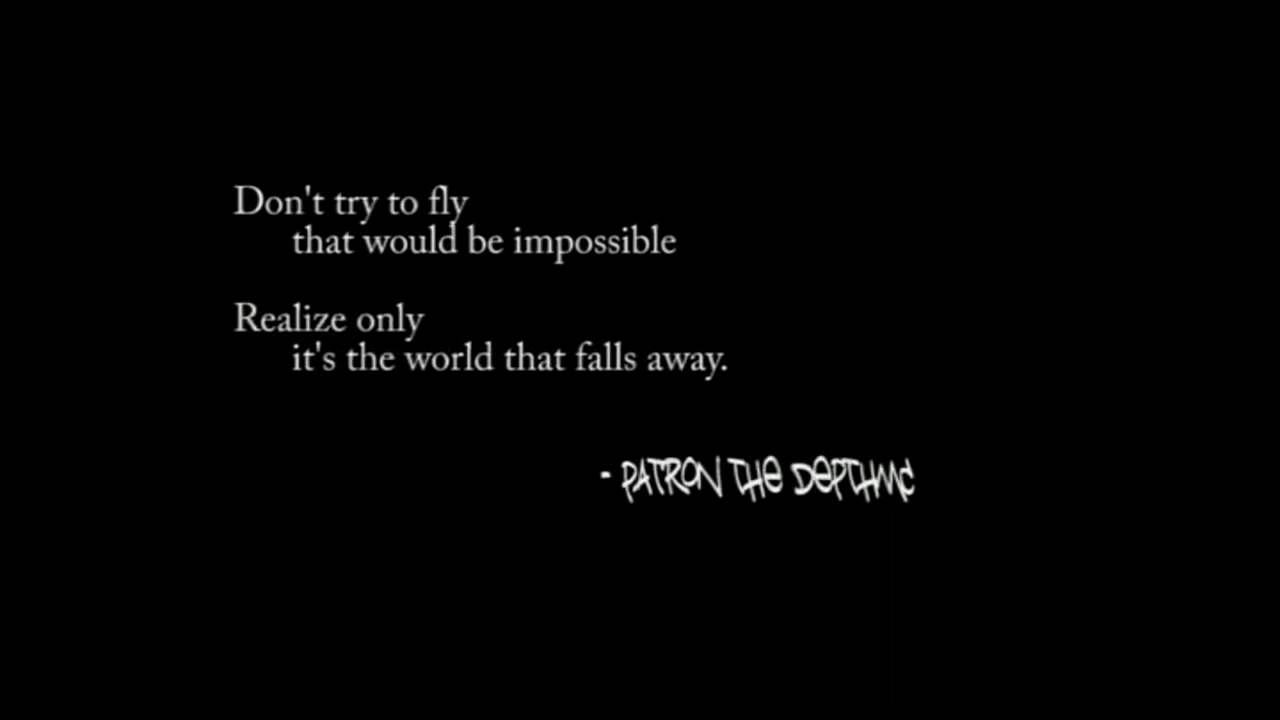 Don't try to fly
that would be impossible
Realize only
it's the world that falls away.
- PATRON THE DEPTHMC